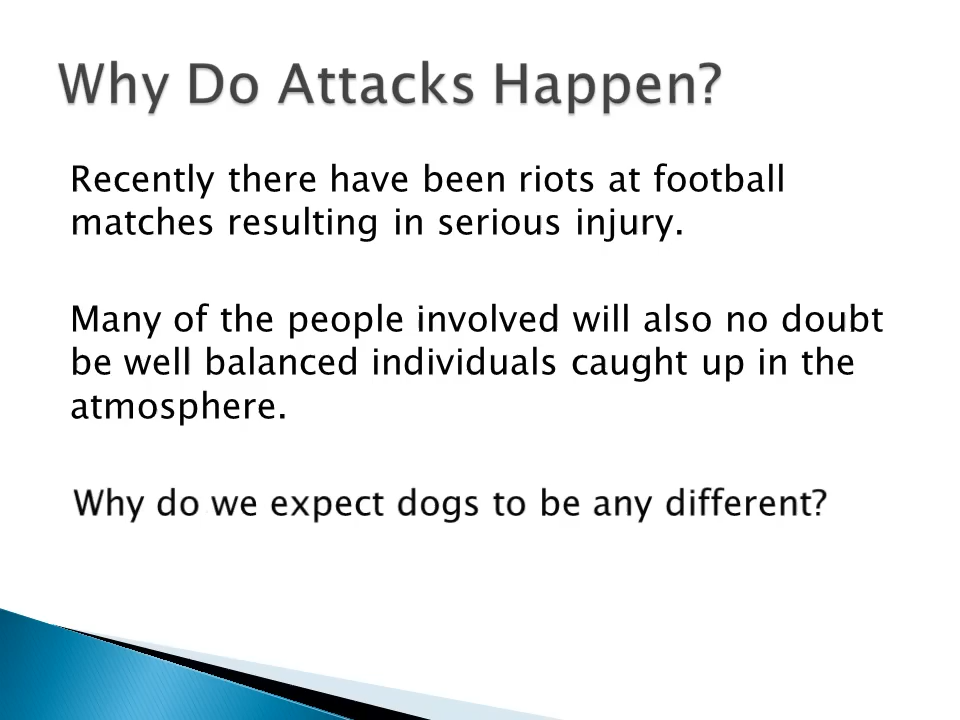 Why Do Attacks Happen?
Recently there have been riots at football
matches resulting in serious injury.
Many of the people involved will also no doubt
be well balanced individuals caught up in the
atmosphere.
Why do we expect dogs to be any different?